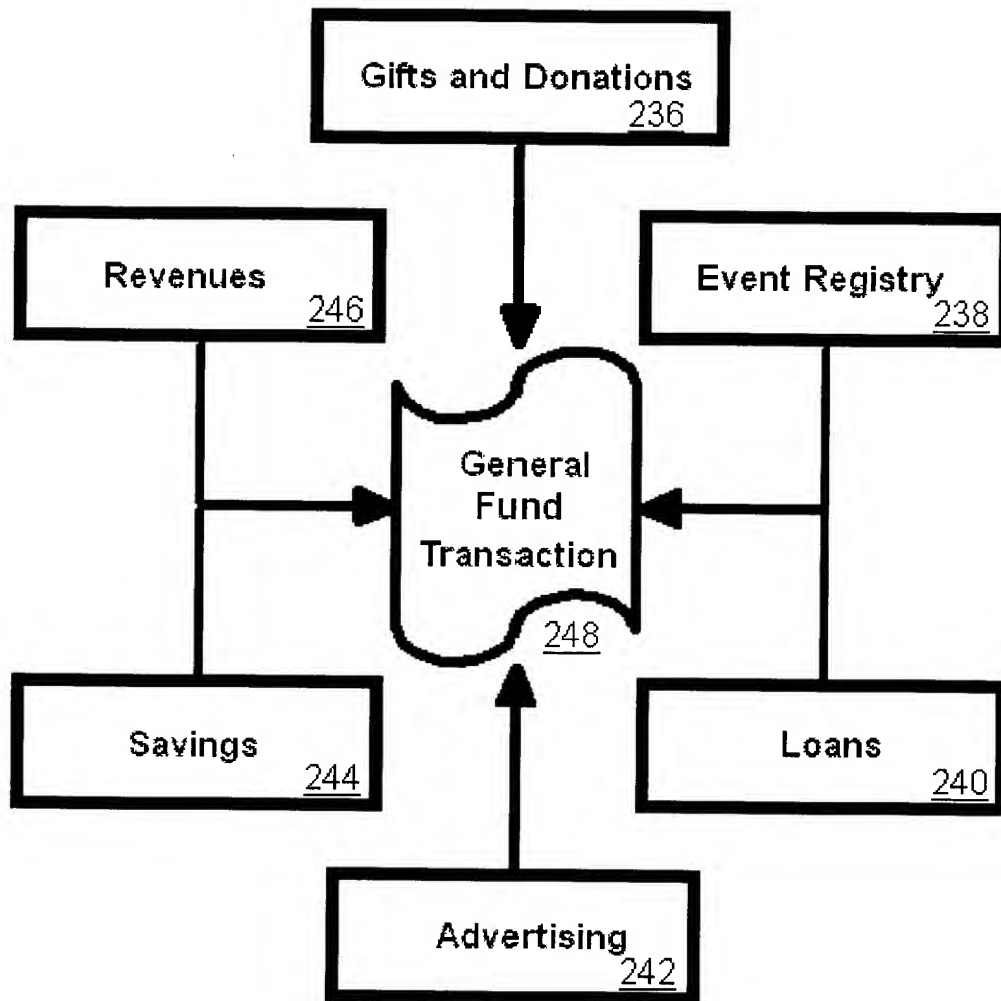 Gifts and Donations
236
Revenues
246
Event Registry
238
General
Fund
Transaction
248
Savings
244
Loans
240
Advertising
242